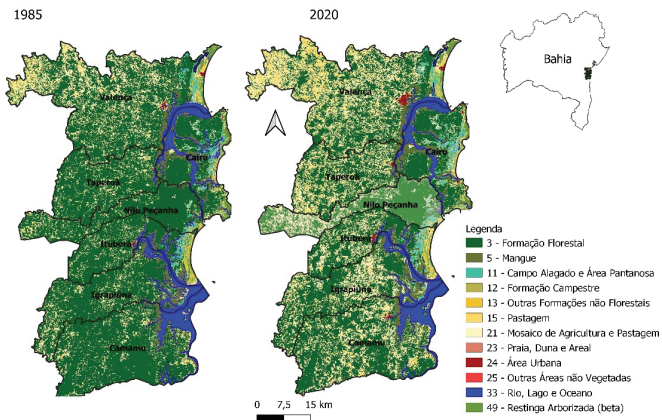 1985
2020
Bahia
Valença
Cairu
Taperoá
Nilo Peçanha
Ituberá
Igrapiúna
Camamu
Valença
Cairu
Taperoá
Nilo Peçanha
Ituberá
Igrapiúna
Camamu
Legenda
3 - Formação Florestal
5 - Mangue
11 - Campo Alagado e Área Pantanosa
12 - Formação Campestre
13 - Outras Formações não Florestais
15 - Pastagem
21 - Mosaico de Agricultura e Pastagem
23 - Praia, Duna e Areal
24 - Área Urbana
25 - Outras Áreas não Vegetadas
33 - Rio, Lago e Oceano
49 - Restinga Arborizada (beta)
0 7,5 15 km